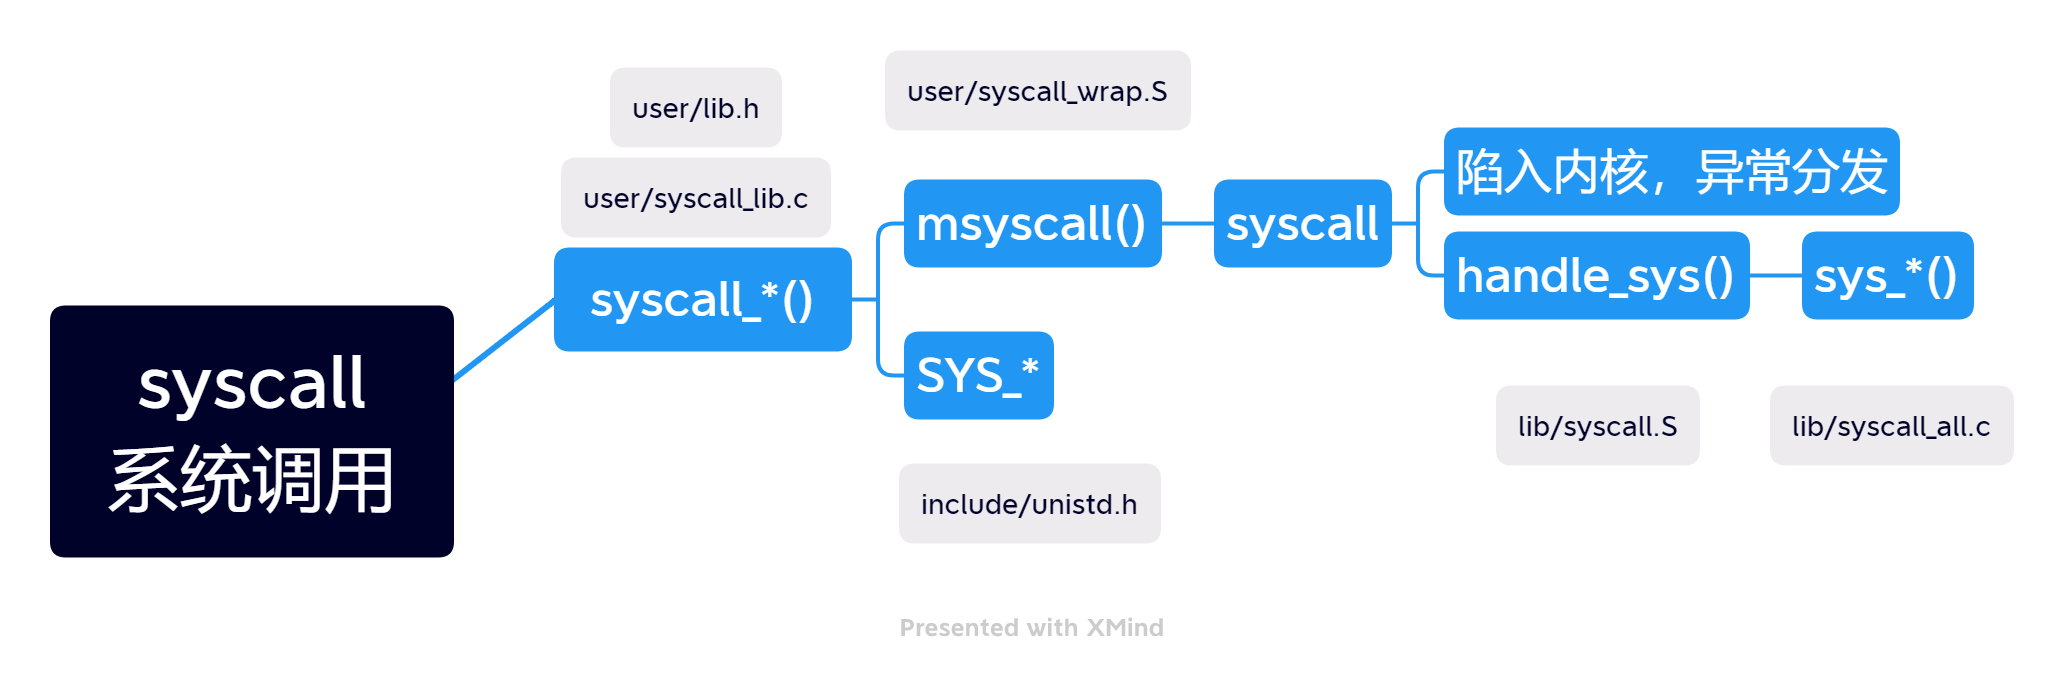 syscall
系统调用
user/lib.h
user/syscall_lib.c
syscall_*()
user/syscall_wrap.S
msyscall()
SYS_*
include/unistd.h
syscall
陷入内核，异常分发
handle_sys()
sys_*()
lib/syscall.S
lib/syscall_all.c
Presented with XMind